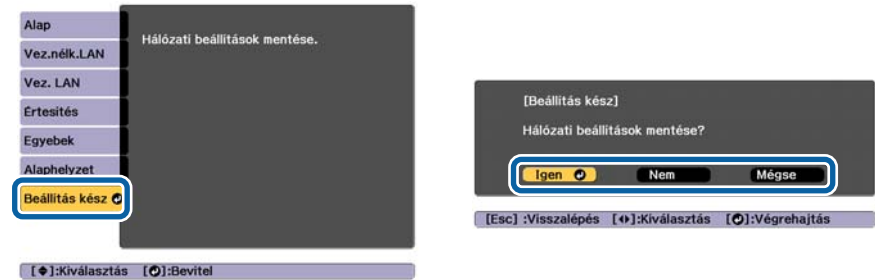 Alap
Vez.nélk.LAN
Vez. LAN
Értesítés
Egyebek
Alaphelyzet
Beállítás kész
Hálózati beállítások mentése.
[◆]:Kiválasztás [↵]:Bevitel
[Beállítás kész]
Hálózati beállítások mentése?
Igen Nem Mégse
[Esc] :Visszalépés [◀▶]:Kiválasztás [↵]:Végrehajtás